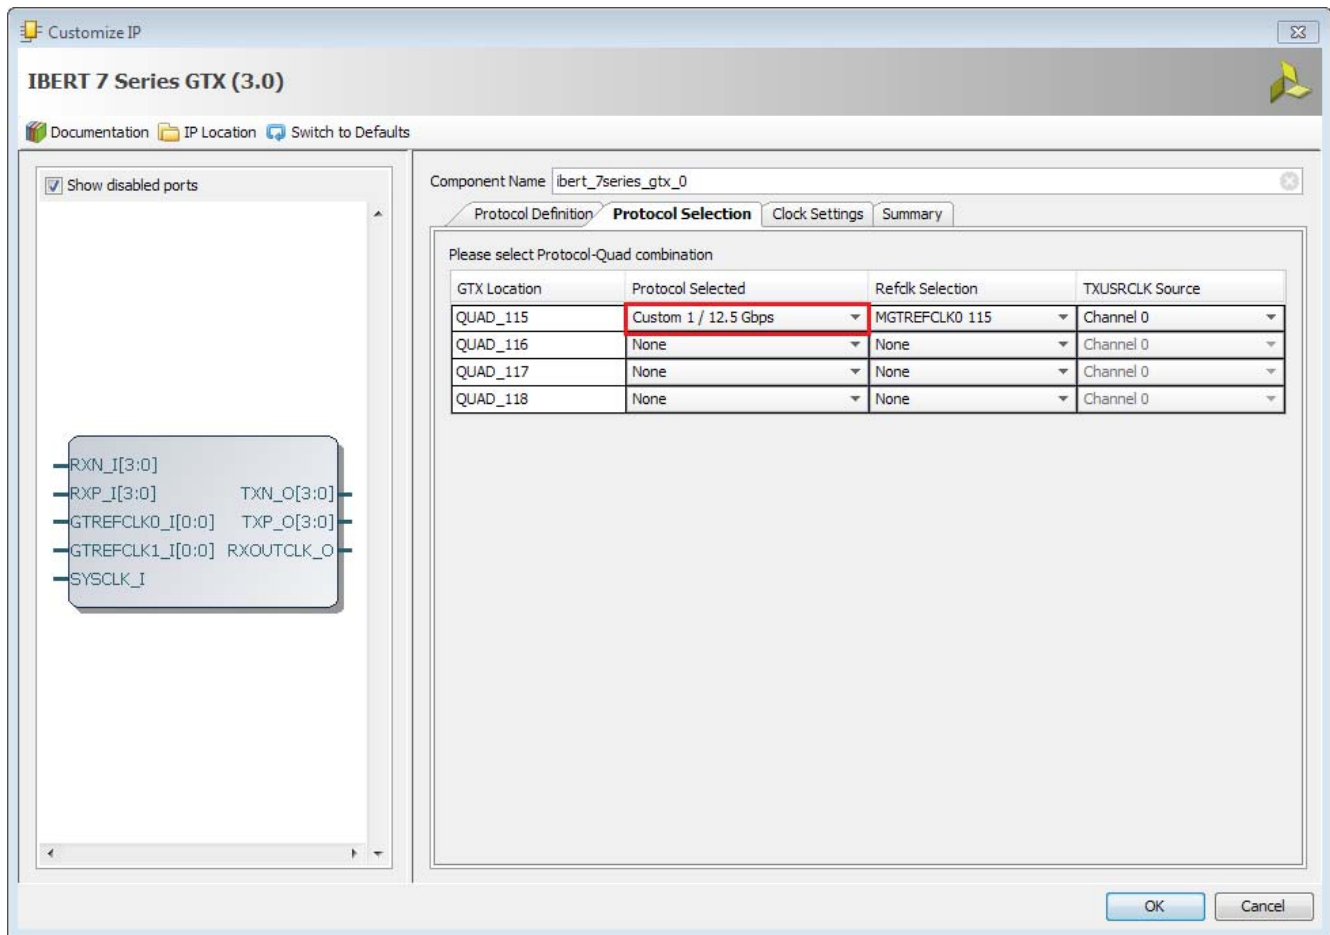 Customize IP
IBERT 7 Series GTX (3.0)
Documentation IP Location Switch to Defaults
Show disabled ports
RXN_I[3:0]
RXP_I[3:0] TXN_O[3:0]
GTREFCLK0_I[0:0] TXP_O[3:0]
GTREFCLK1_I[0:0] RXOUTCLK_O
SYSCLK_I
Component Name ibert_7series_gtx_0
Protocol Definition Protocol Selection Clock Settings Summary
Please select Protocol-Quad combination
GTX Location Protocol Selected Refclk Selection TXUSRCLK Source
QUAD_115 Custom 1 / 12.5 Gbps MGTREFCLK0 115 Channel 0
QUAD_116 None None Channel 0
QUAD_117 None None Channel 0
QUAD_118 None None Channel 0
OK Cancel